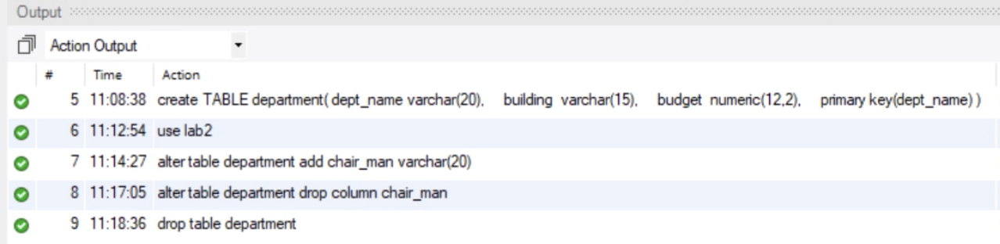 Output
Action Output
# Time Action
5 11:08:38 create TABLE department( dept_name varchar(20), building varchar(15), budget numeric(12,2), primary key(dept_name) )
6 11:12:54 use lab2
7 11:14:27 alter table department add chair_man varchar(20)
8 11:17:05 alter table department drop column chair_man
9 11:18:36 drop table department